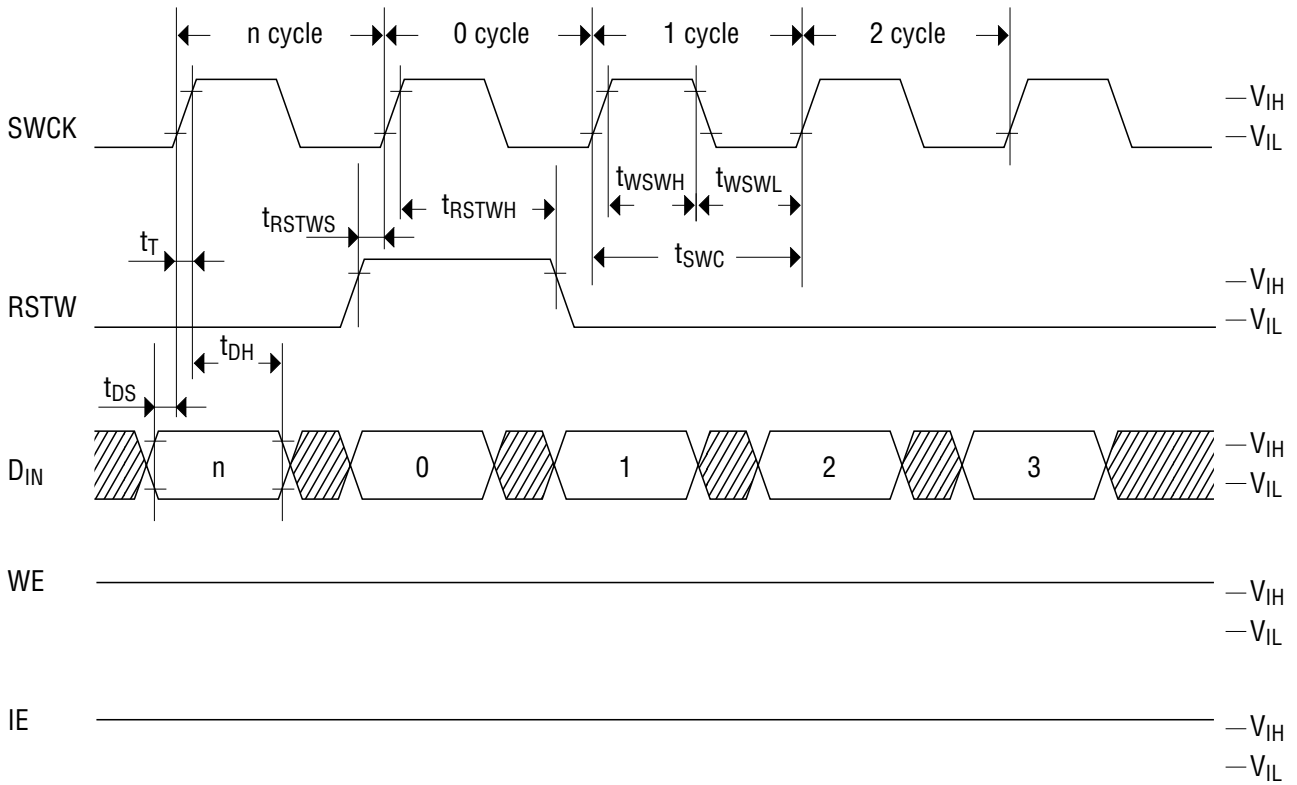 n cycle 0 cycle 1 cycle 2 cycle
SWCK
VIH
VIL
tWSWH tWSWL
tRSTWS tRSTWH
tT
tSWC
RSTW
VIH
VIL
tDH
tDS
DIN
n 0 1 2 3
VIH
VIL
WE
VIH
VIL
IE
VIH
VIL